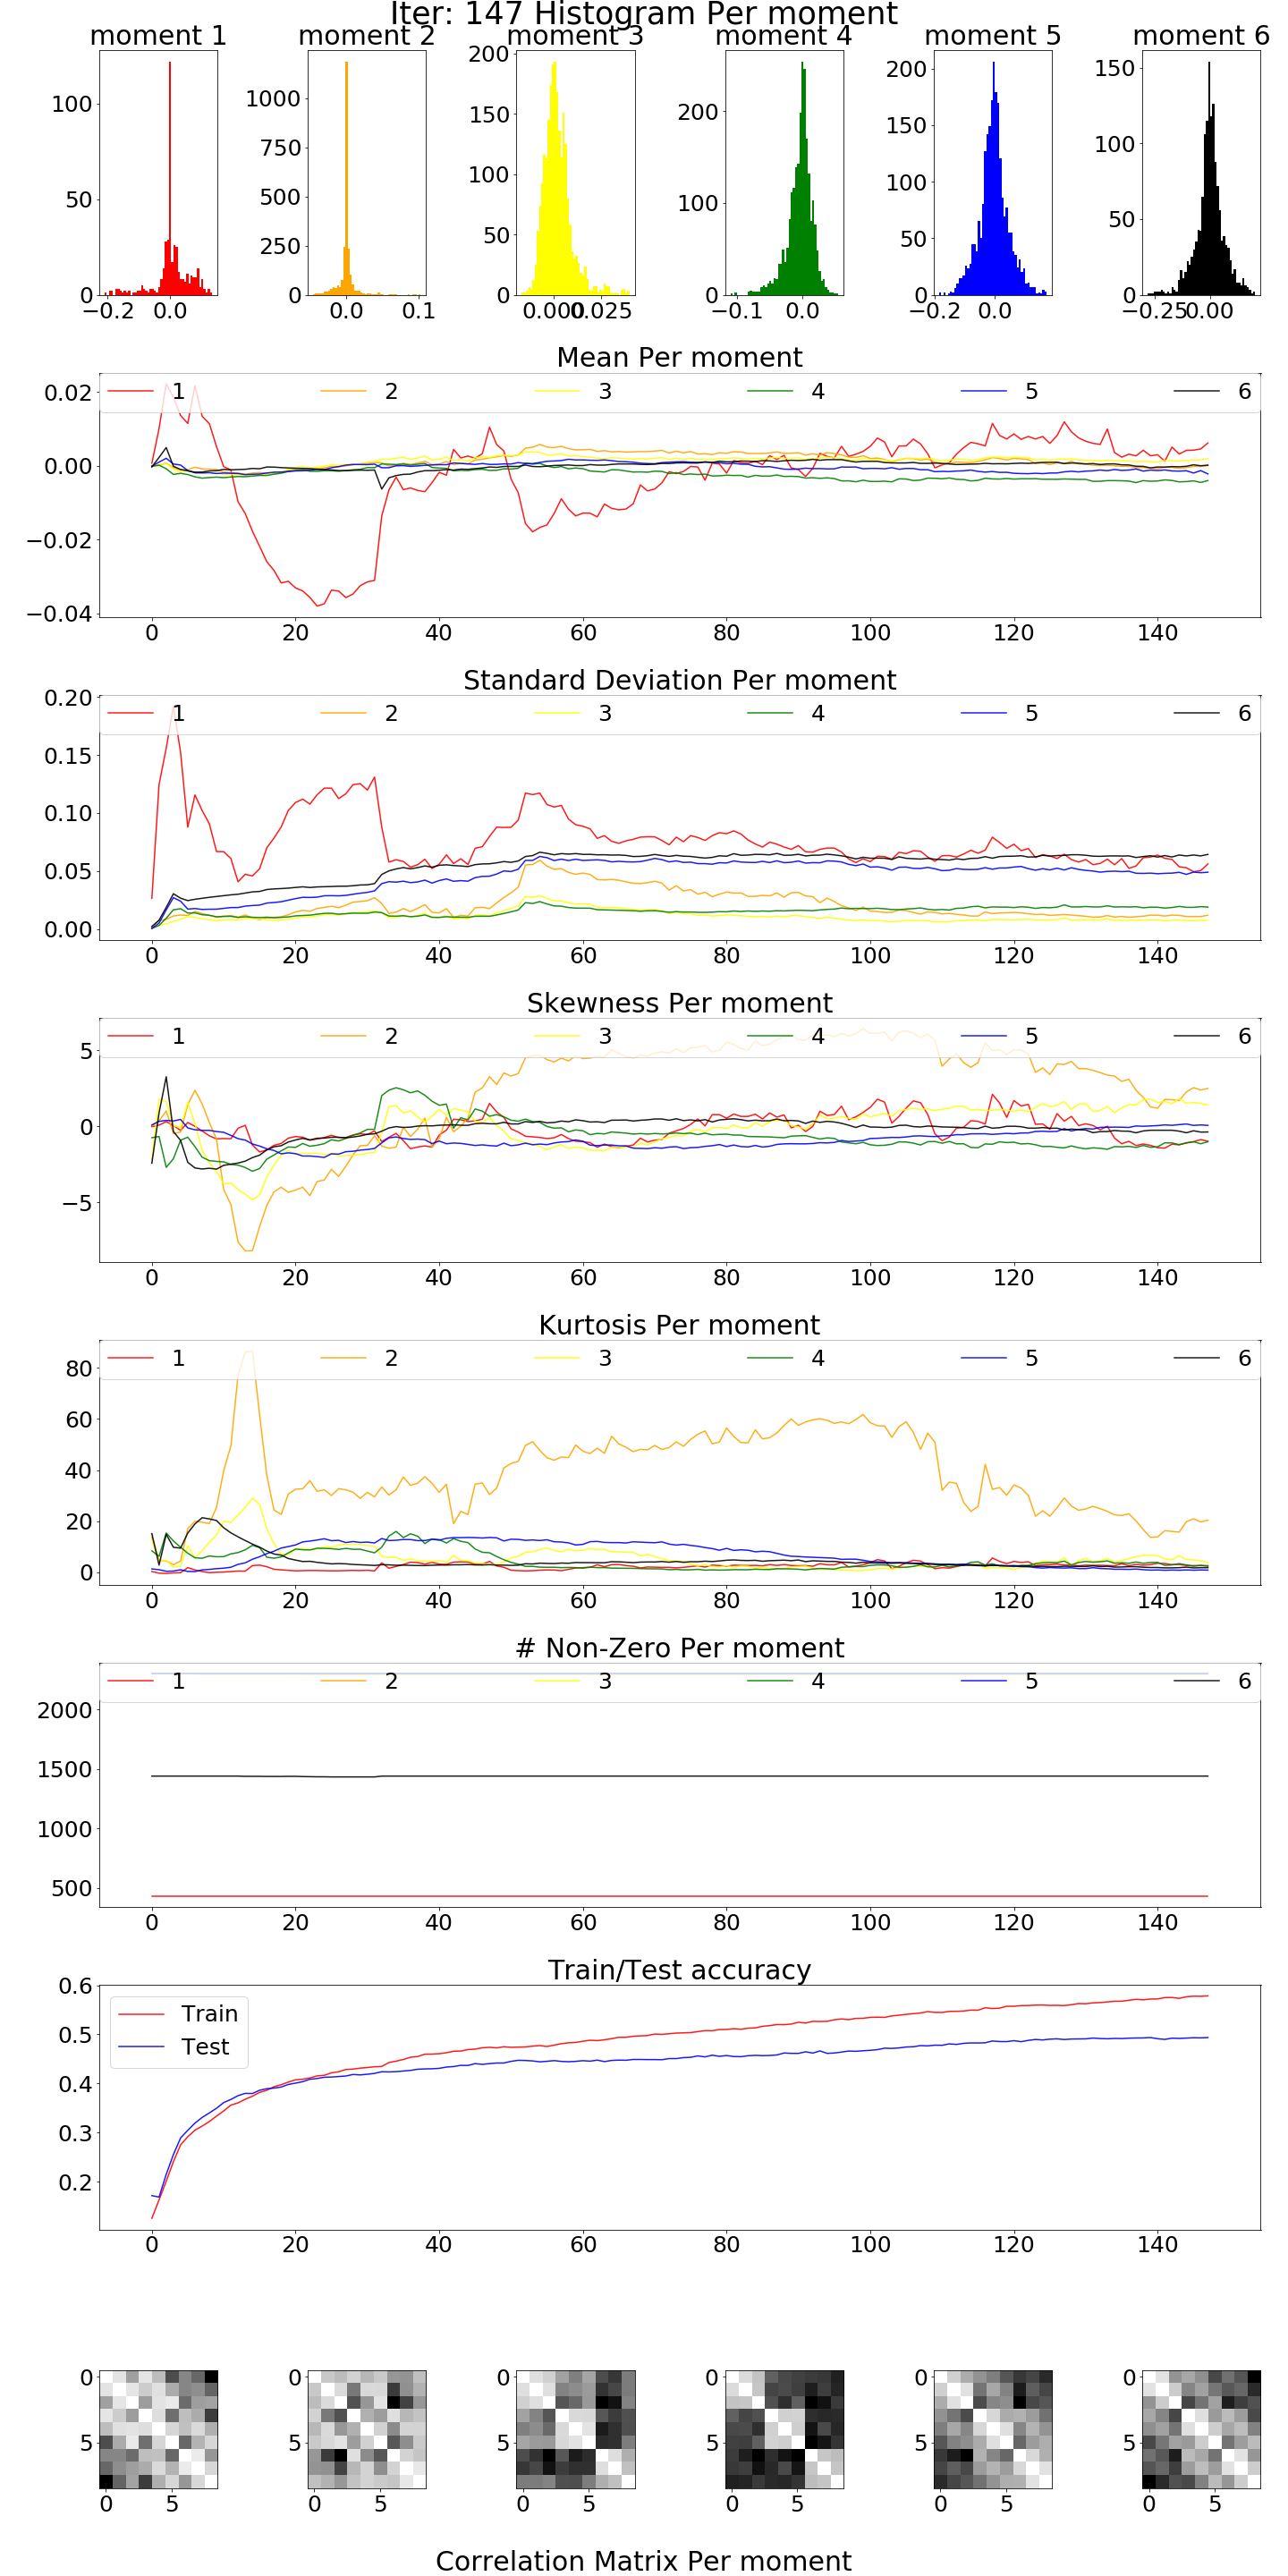 Iter: 147 Histogram Per moment
moment 1 moment 2 moment 3 moment 4 moment 5 moment 6
100
50
0
−0.2 0.0
1000
750
500
250
0
0.0 0.1
200
150
100
50
0
0.000 0.025
200
100
0
−0.1 0.0
200
150
100
50
0
−0.2 0.0
150
100
50
0
−0.25 0.00
Mean Per moment
1 2 3 4 5 6
0.02
0.00
−0.02
−0.04
0 20 40 60 80 100 120 140
Standard Deviation Per moment
1 2 3 4 5 6
0.20
0.15
0.10
0.05
0.00
0 20 40 60 80 100 120 140
Skewness Per moment
1 2 3 4 5 6
5
0
−5
0 20 40 60 80 100 120 140
Kurtosis Per moment
1 2 3 4 5 6
80
60
40
20
0
0 20 40 60 80 100 120 140
# Non-Zero Per moment
1 2 3 4 5 6
2000
1500
1000
500
0 20 40 60 80 100 120 140
Train/Test accuracy
Train
Test
0.6
0.5
0.4
0.3
0.2
0 20 40 60 80 100 120 140
0 0 0 0 0 0
5 5 5 5 5 5
0 5 0 5 0 5 0 5 0 5 0 5
Correlation Matrix Per moment